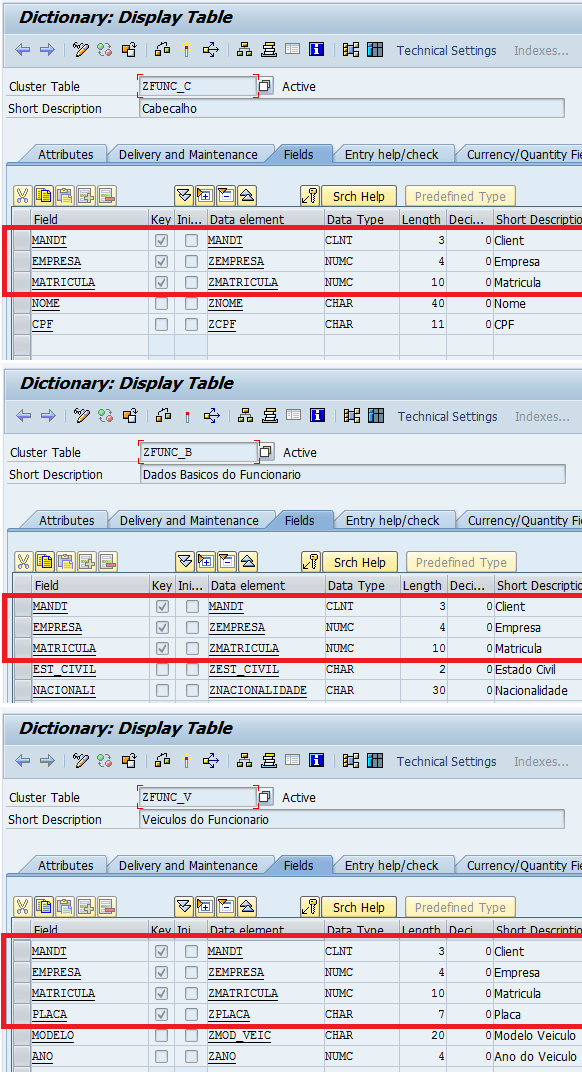 Dictionary: Display Table
Technical Settings Indexes...
Cluster Table ZFUNC_C Active
Short Description Cabecalho
Attributes Delivery and Maintenance Fields Entry help/check Currency/Quantity Fie
Srch Help Predefined Type
Field Key Ini... Data element Data Type Length Deci... Short Descriptio
MANDT MANDT CLNT 3 0 Client
EMPRESA ZEMPRESA NUMC 4 0 Empresa
MATRICULA ZMATRICULA NUMC 10 0 Matricula
NOME ZNOME CHAR 40 0 Nome
CPF ZCPF CHAR 11 0 CPF
Dictionary: Display Table
Technical Settings Indexes...
Cluster Table ZFUNC_B Active
Short Description Dados Basicos do Funcionario
Attributes Delivery and Maintenance Fields Entry help/check Currency/Quantity Fi
Srch Help Predefined Type
Field Key Ini... Data element Data Type Length Deci... Short Descriptio
MANDT MANDT CLNT 3 0 Client
EMPRESA ZEMPRESA NUMC 4 0 Empresa
MATRICULA ZMATRICULA NUMC 10 0 Matricula
EST_CIVIL ZEST_CIVIL CHAR 2 0 Estado Civil
NACIONALI ZNACIONALIDADE CHAR 30 0 Nacionalidade
Dictionary: Display Table
Technical Settings Indexes...
Cluster Table ZFUNC_V Active
Short Description Veiculos do Funcionario
Attributes Delivery and Maintenance Fields Entry help/check Currency/Quantity Fie
Srch Help Predefined Type
Field Key Ini Data element Data Type Length Deci Short Descriptio
MANDT MANDT CLNT 3 0 Client
EMPRESA ZEMPRESA NUMC 4 0 Empresa
MATRICULA ZMATRICULA NUMC 10 0 Matricula
PLACA ZPLACA CHAR 7 0 Placa
MODELO ZMOD_VEIC CHAR 20 0 Modelo Veiculo
ANO ZANO NUMC 4 0 Ano do Veiculo